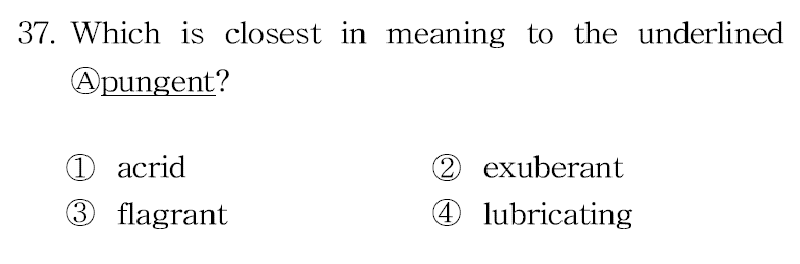 37. Which is closest in meaning to the underlined
Ⓐpungent?
① acrid ② exuberant
③ flagrant ④ lubricating